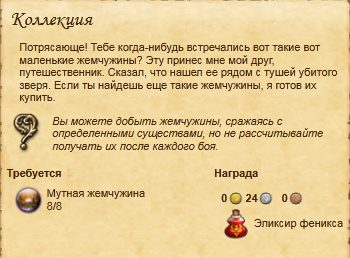 Коллекция
Потрясающе! Тебе когда-нибудь встречались вот такие вот
маленькие жемчужины? Эту принес мне мой друг,
путешественник. Сказал, что нашел ее рядом с тушей убитого
зверя. Если ты найдешь еще такие жемчужины, я готов их
купить.
Вы можете добыть жемчужины, сражаясь с
определенными существами, но не рассчитывайте
получать их после каждого боя.
Требуется
Награда
Мутная жемчужина
8/8
0 24 0
Эликсир феникса